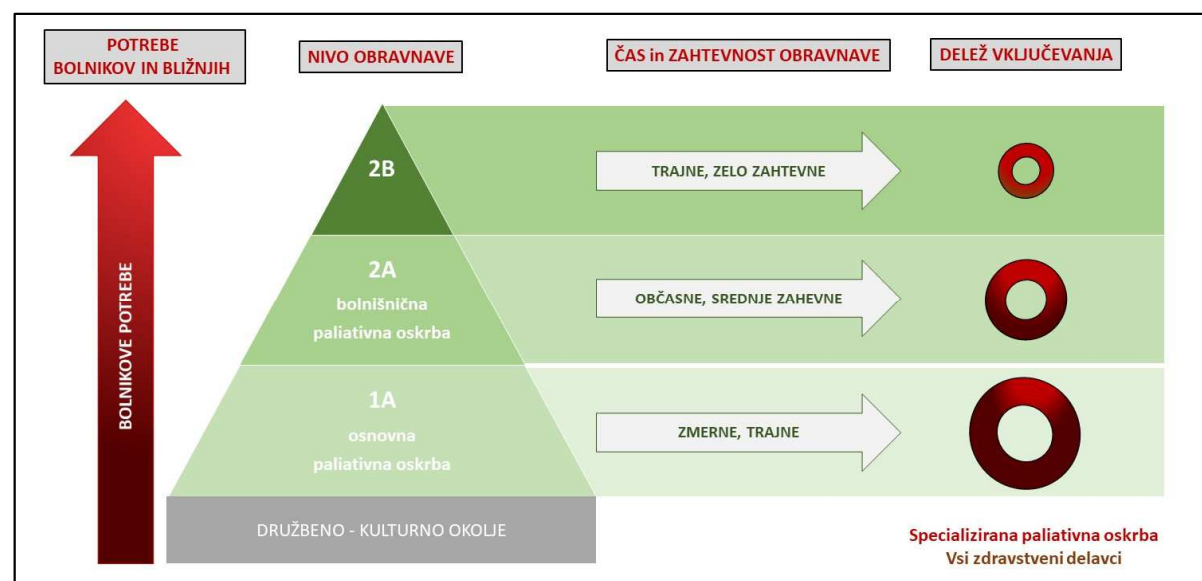 POTREBE
BOLNIKOV IN BLIŽNJIH
NIVO OBRAVNAVE
ČAS in ZAHTEVNOST OBRAVNAVE
DELEŽ VKLJUČEVANJA
BOLNIKOVE POTREBE
2B
TRAJNE, ZELO ZAHTEVNE
2A
bolnišnična
paliativna oskrba
OBČASNE, SREDNJE ZAHEVNE
1A
osnovna
paliativna oskrba
ZMERNE, TRAJNE
DRUŽBENO - KULTURNO OKOLJE
Specializirana paliativna oskrba
Vsi zdravstveni delavci